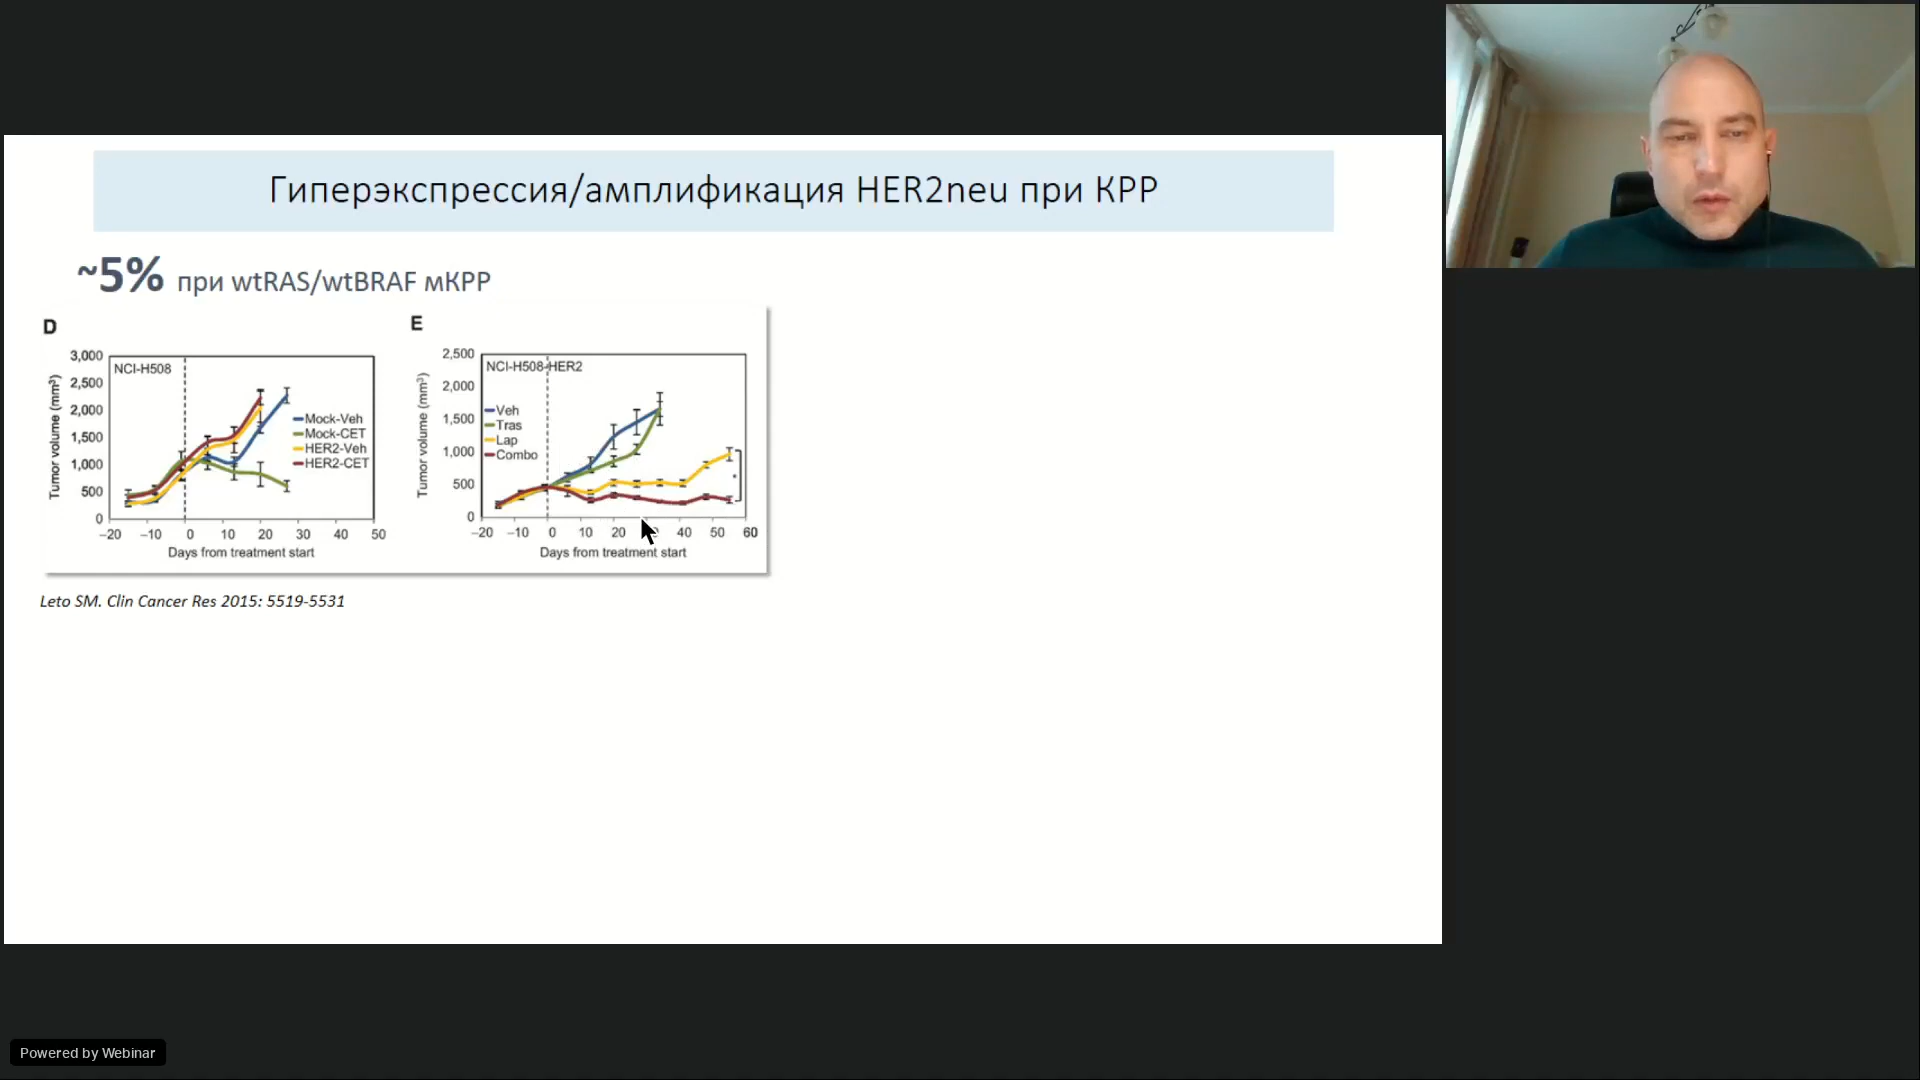 Гиперэкспрессия/амплификация HER2neu при КРР
~5% при wtRAS/wtBRAF мКРР
D
3,000
2,500
2,000
1,500
1,000
500
0
Tumor volume (mm³)
NCI-H508
Mock-Veh
Mock-CET
HER2-Veh
HER2-CET
–20 –10 0 10 20 30 40 50
Days from treatment start
E
2,500
2,000
1,500
1,000
500
0
Tumor volume (mm³)
NCI-H508-HER2
Veh
Tras
Lap
Combo
*
–20 –10 0 10 20 40 50 60
Days from treatment start
Leto SM. Clin Cancer Res 2015: 5519-5531
Powered by Webinar